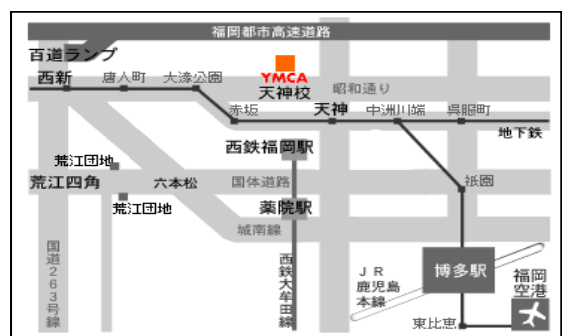 福岡都市高速道路
百道ランプ
YMCA
天神校
西新
唐人町
大濠公園
昭和通り
赤坂
天神
中洲川端
呉服町
地下鉄
西鉄福岡駅
荒江団地
荒江四角
六本松
国体道路
祇園
荒江団地
薬院駅
城南線
国道263号線
西鉄大牟田線
JR
鹿児島
本線
博多駅
福岡
空港
東比恵